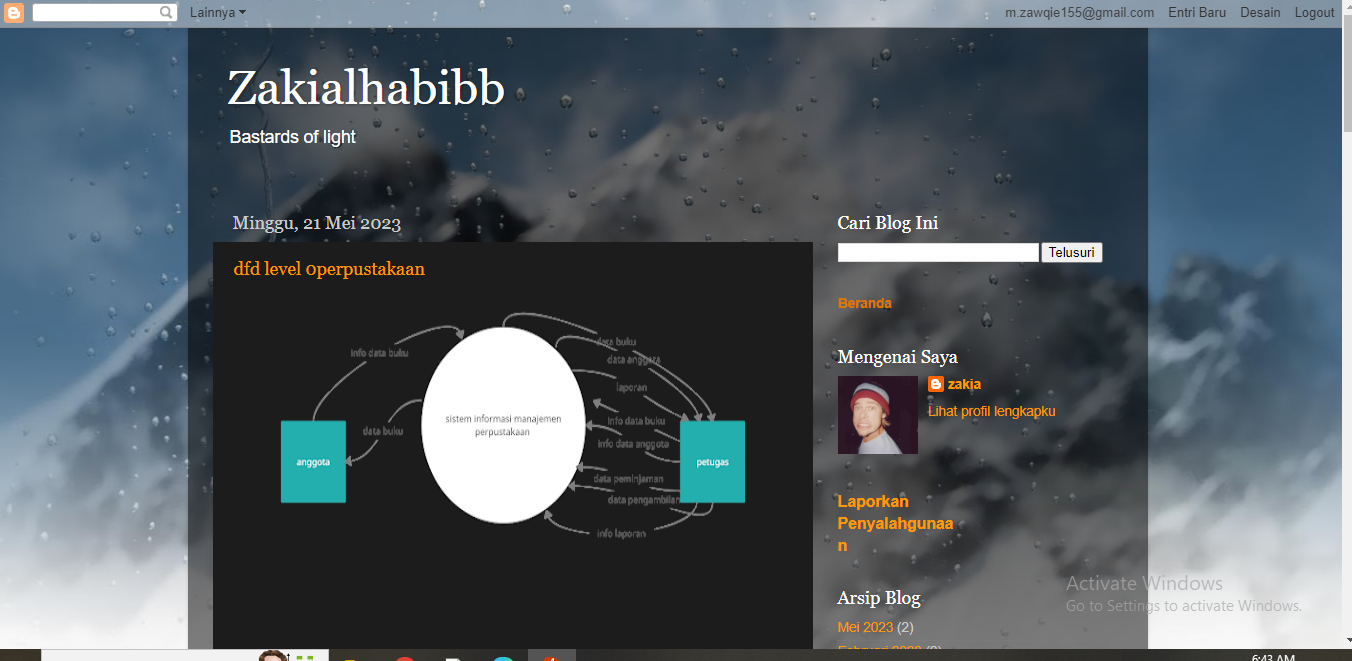 Lainnya
m.zawqie155@gmail.com Entri Baru Desain Logout
Zakialhabibb
Bastards of light
Minggu, 21 Mei 2023
dfd level 0perpustakaan
info data buku
data buku
anggota
sistem informasi manajemen
perpustakaan
data buku
data anggota
laporan
info data buku
info data anggota
data peminjaman
data pengambilan
info laporan
petugas
Cari Blog Ini
Telusuri
Beranda
Mengenai Saya
zakia
Lihat profil lengkapku
Laporkan
Penyalahgunaa
n
Arsip Blog
Mei 2023 (2)
Activate Windows
Go to Settings to activate Windows.
6:43 AM